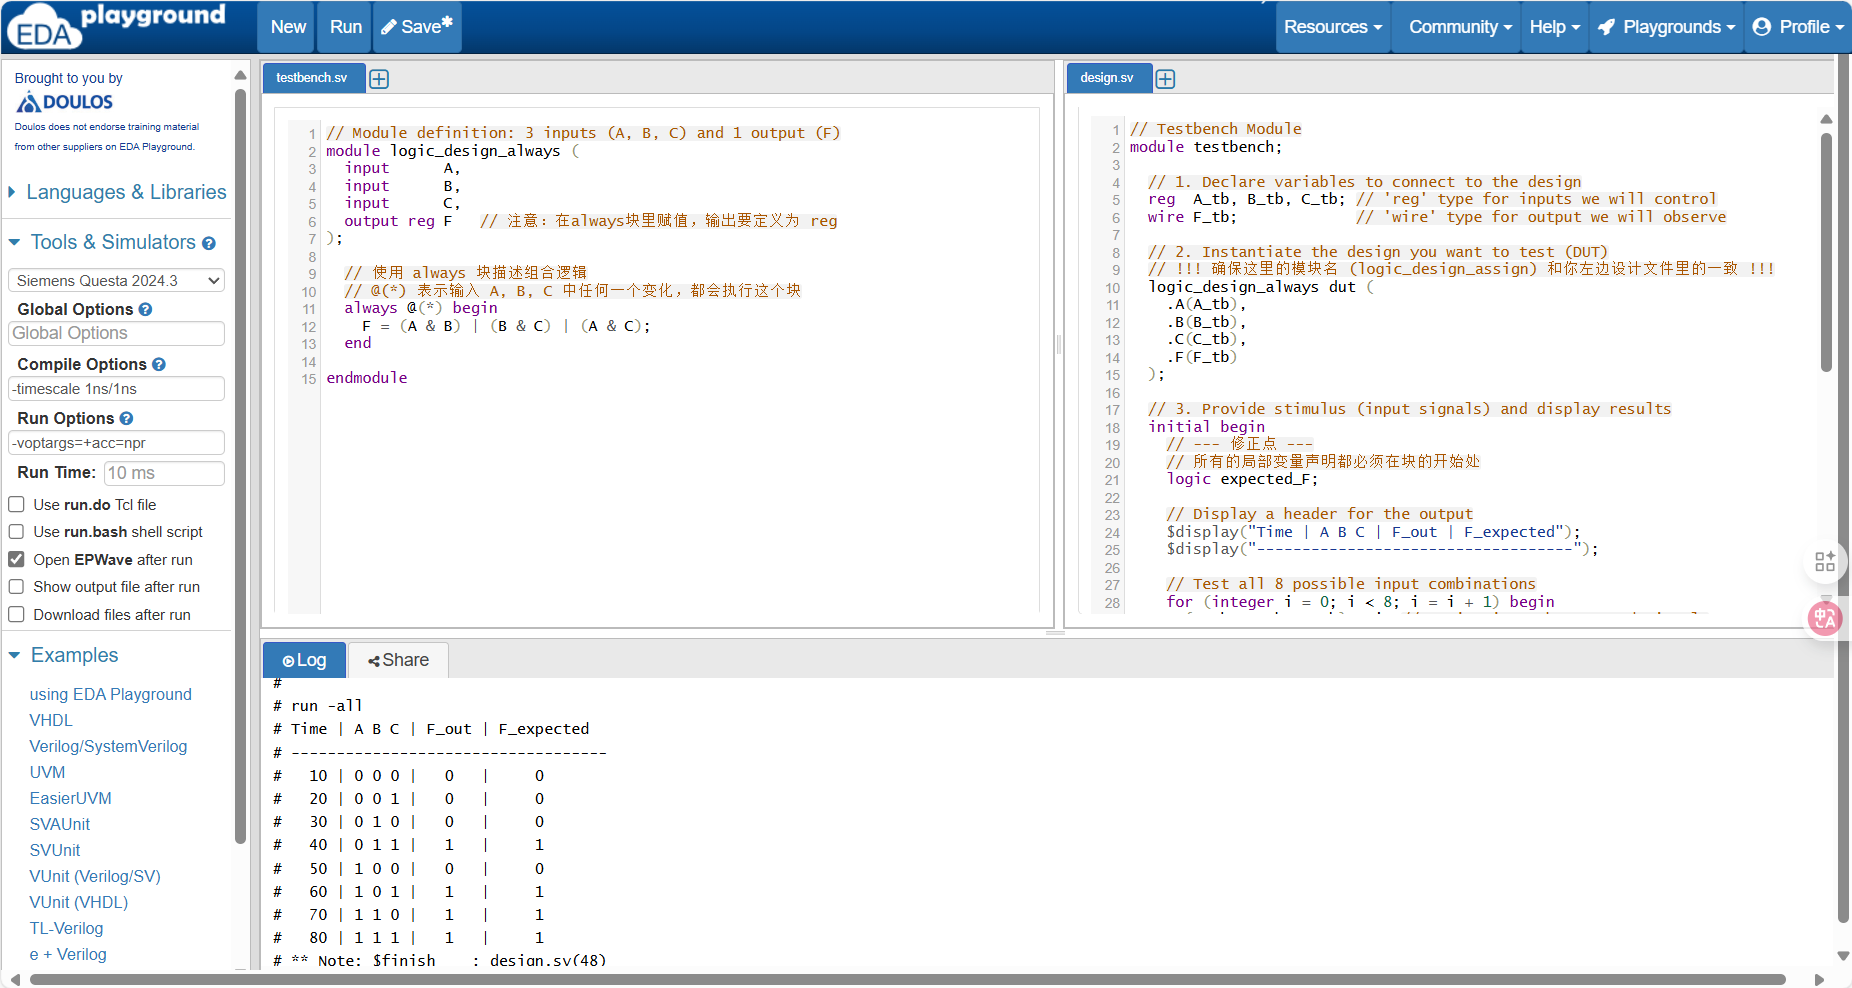 EDA playground
New
Run
Save*
Resources
Community
Help
Playgrounds
Profile
Brought to you by
DOULOS
Doulos does not endorse training material
from other suppliers on EDA Playground.
Languages & Libraries
Tools & Simulators
Siemens Questa 2024.3
Global Options
Global Options
Compile Options
-timescale 1ns/1ns
Run Options
-voptargs=+acc=npr
Run Time: 10 ms
Use run.do Tcl file
Use run.bash shell script
Open EPWave after run
Show output file after run
Download files after run
Examples
using EDA Playground
VHDL
Verilog/SystemVerilog
UVM
EasierUVM
SVAUnit
SVUnit
VUnit (Verilog/SV)
VUnit (VHDL)
TL-Verilog
e + Verilog
testbench.sv
1 // Module definition: 3 inputs (A, B, C) and 1 output (F)
2 module logic_design_always (
3 input A,
4 input B,
5 input C,
6 output reg F // 注意：在always块里赋值，输出要定义为 reg
7 );
8
9 // 使用 always 块描述组合逻辑
10 // @(*) 表示输入 A, B, C 中任何一个变化，都会执行这个块
11 always @(*) begin
12 F = (A & B) | (B & C) | (A & C);
13 end
14
15 endmodule
design.sv
1 // Testbench Module
2 module testbench;
3
4 // 1. Declare variables to connect to the design
5 reg A_tb, B_tb, C_tb; // 'reg' type for inputs we will control
6 wire F_tb; // 'wire' type for output we will observe
7
8 // 2. Instantiate the design you want to test (DUT)
9 // !!! 确保这里的模块名 (logic_design_assign) 和你左边设计文件里的一致 !!!
10 logic_design_always dut (
11 .A(A_tb),
12 .B(B_tb),
13 .C(C_tb),
14 .F(F_tb)
15 );
16
17 // 3. Provide stimulus (input signals) and display results
18 initial begin
19 // --- 修正点 ---
20 // 所有的局部变量声明都必须在块的开始处
21 logic expected_F;
22
23 // Display a header for the output
24 $display("Time | A B C | F_out | F_expected");
25 $display("-----------------------------------");
26
27 // Test all 8 possible input combinations
28 for (integer i = 0; i < 8; i = i + 1) begin
Log
Share
#
# run -all
# Time | A B C | F_out | F_expected
# -----------------------------------
# 10 | 0 0 0 | 0 | 0
# 20 | 0 0 1 | 0 | 0
# 30 | 0 1 0 | 0 | 0
# 40 | 0 1 1 | 1 | 1
# 50 | 1 0 0 | 0 | 0
# 60 | 1 0 1 | 1 | 1
# 70 | 1 1 0 | 1 | 1
# 80 | 1 1 1 | 1 | 1
# ** Note: $finish : design.sv(48)